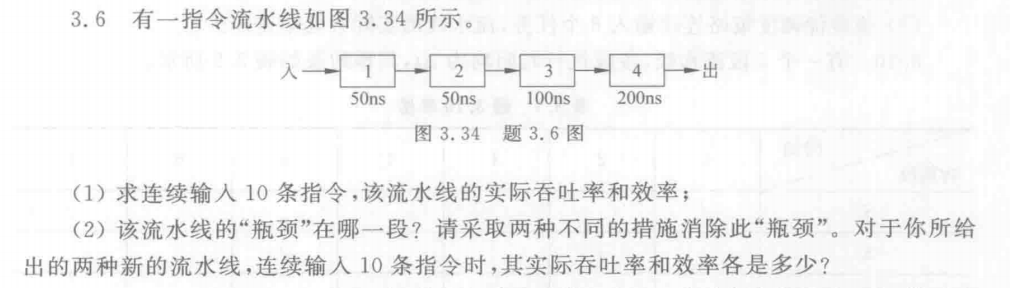 3.6 有一指令流水线如图 3.34 所示。
入 1 2 3 4 出
50ns 50ns 100ns 200ns
图 3.34 题 3.6 图
(1) 求连续输入 10 条指令,该流水线的实际吞吐率和效率;
(2) 该流水线的“瓶颈”在哪一段? 请采取两种不同的措施消除此“瓶颈”。对于你所给
出的两种新的流水线,连续输入 10 条指令时,其实际吞吐率和效率各是多少?